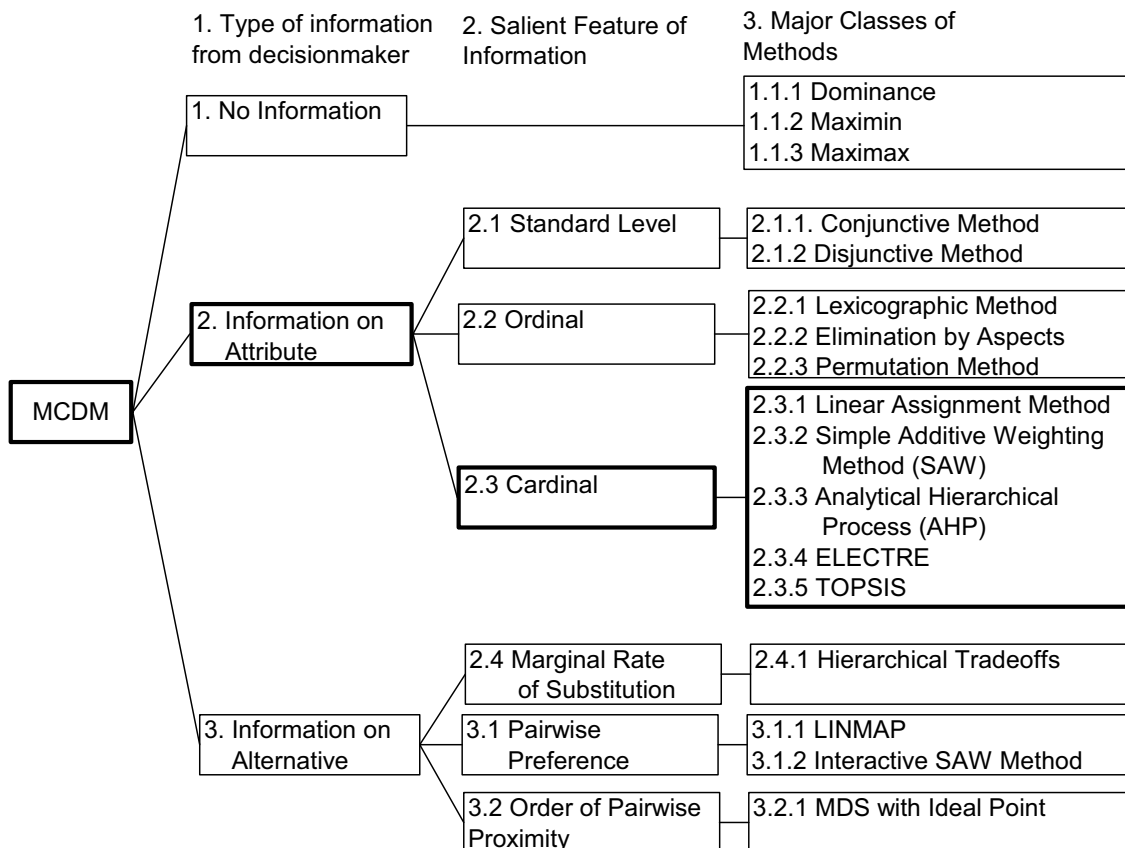 1. Type of information
from decisionmaker
2. Salient Feature of
Information
3. Major Classes of
Methods
1. No Information
1.1.1 Dominance
1.1.2 Maximin
1.1.3 Maximax
2.1 Standard Level
2.1.1. Conjunctive Method
2.1.2 Disjunctive Method
2. Information on
Attribute
2.2 Ordinal
2.2.1 Lexicographic Method
2.2.2 Elimination by Aspects
2.2.3 Permutation Method
MCDM
2.3 Cardinal
2.3.1 Linear Assignment Method
2.3.2 Simple Additive Weighting
Method (SAW)
2.3.3 Analytical Hierarchical
Process (AHP)
2.3.4 ELECTRE
2.3.5 TOPSIS
2.4 Marginal Rate
of Substitution
2.4.1 Hierarchical Tradeoffs
3. Information on
Alternative
3.1 Pairwise
Preference
3.1.1 LINMAP
3.1.2 Interactive SAW Method
3.2 Order of Pairwise
Proximity
3.2.1 MDS with Ideal Point